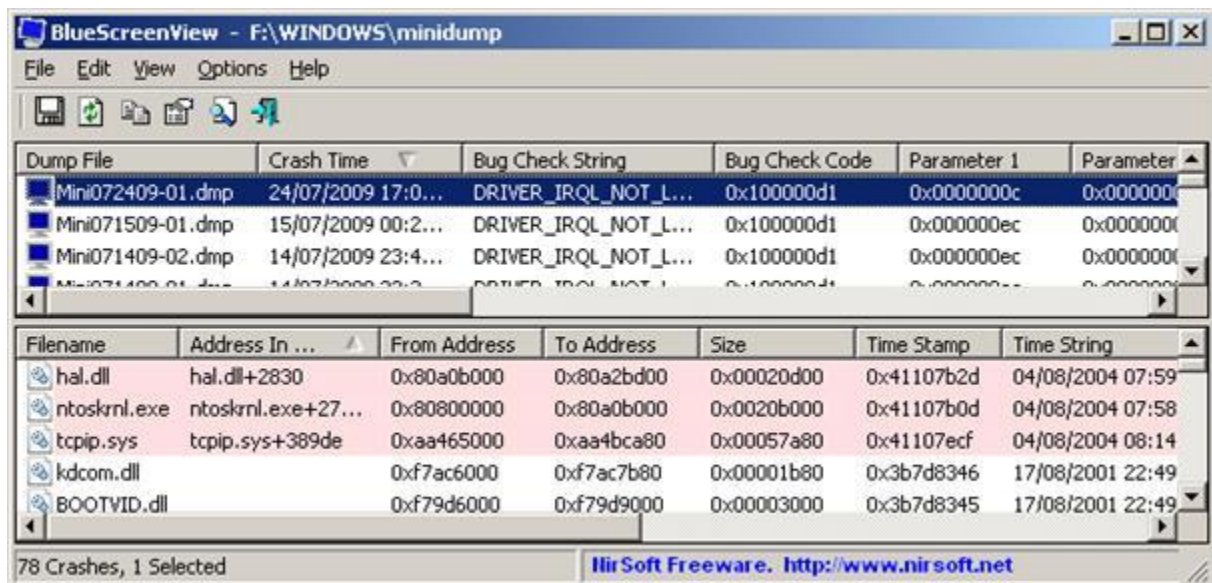 BlueScreenView - F:\WINDOWS\minidump
File Edit View Options Help
Dump File Crash Time Bug Check String Bug Check Code Parameter 1 Parameter
Mini072409-01.dmp 24/07/2009 17:0... DRIVER_IRQL_NOT_L... 0x100000d1 0x0000000c 0x0000000
Mini071509-01.dmp 15/07/2009 00:2... DRIVER_IRQL_NOT_L... 0x100000d1 0x000000ec 0x0000000
Mini071409-02.dmp 14/07/2009 23:4... DRIVER_IRQL_NOT_L... 0x100000d1 0x000000ec 0x0000000
Filename Address In ... From Address To Address Size Time Stamp Time String
hal.dll hal.dll+2830 0x80a0b000 0x80a2bd00 0x00020d00 0x41107b2d 04/08/2004 07:59
ntoskrnl.exe ntoskrnl.exe+27... 0x80800000 0x80a0b000 0x0020b000 0x41107b0d 04/08/2004 07:58
tcpip.sys tcpip.sys+389de 0xaa465000 0xaa4bca80 0x00057a80 0x41107ecf 04/08/2004 08:14
kdcom.dll 0xf7ac6000 0xf7ac7b80 0x00001b80 0x3b7d8346 17/08/2001 22:49
BOOTVID.dll 0xf79d6000 0xf79d9000 0x00003000 0x3b7d8345 17/08/2001 22:49
78 Crashes, 1 Selected NirSoft Freeware. http://www.nirsoft.net